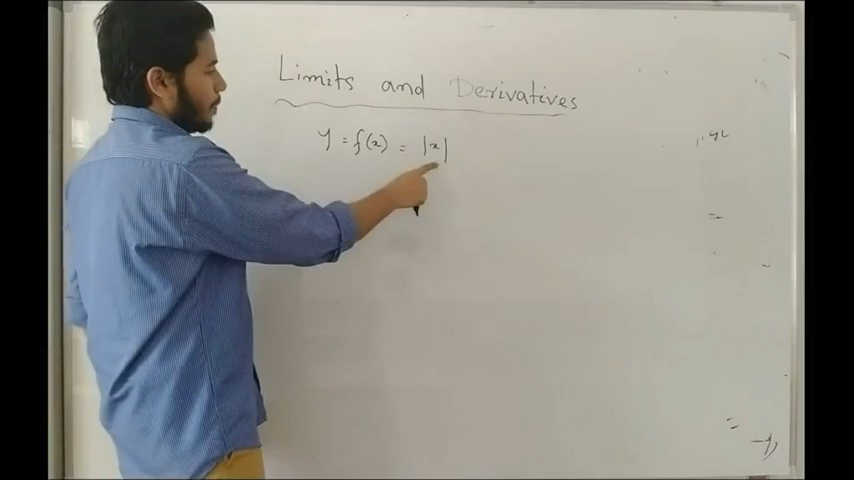 Limits and Derivatives
y = f(x) = |x|